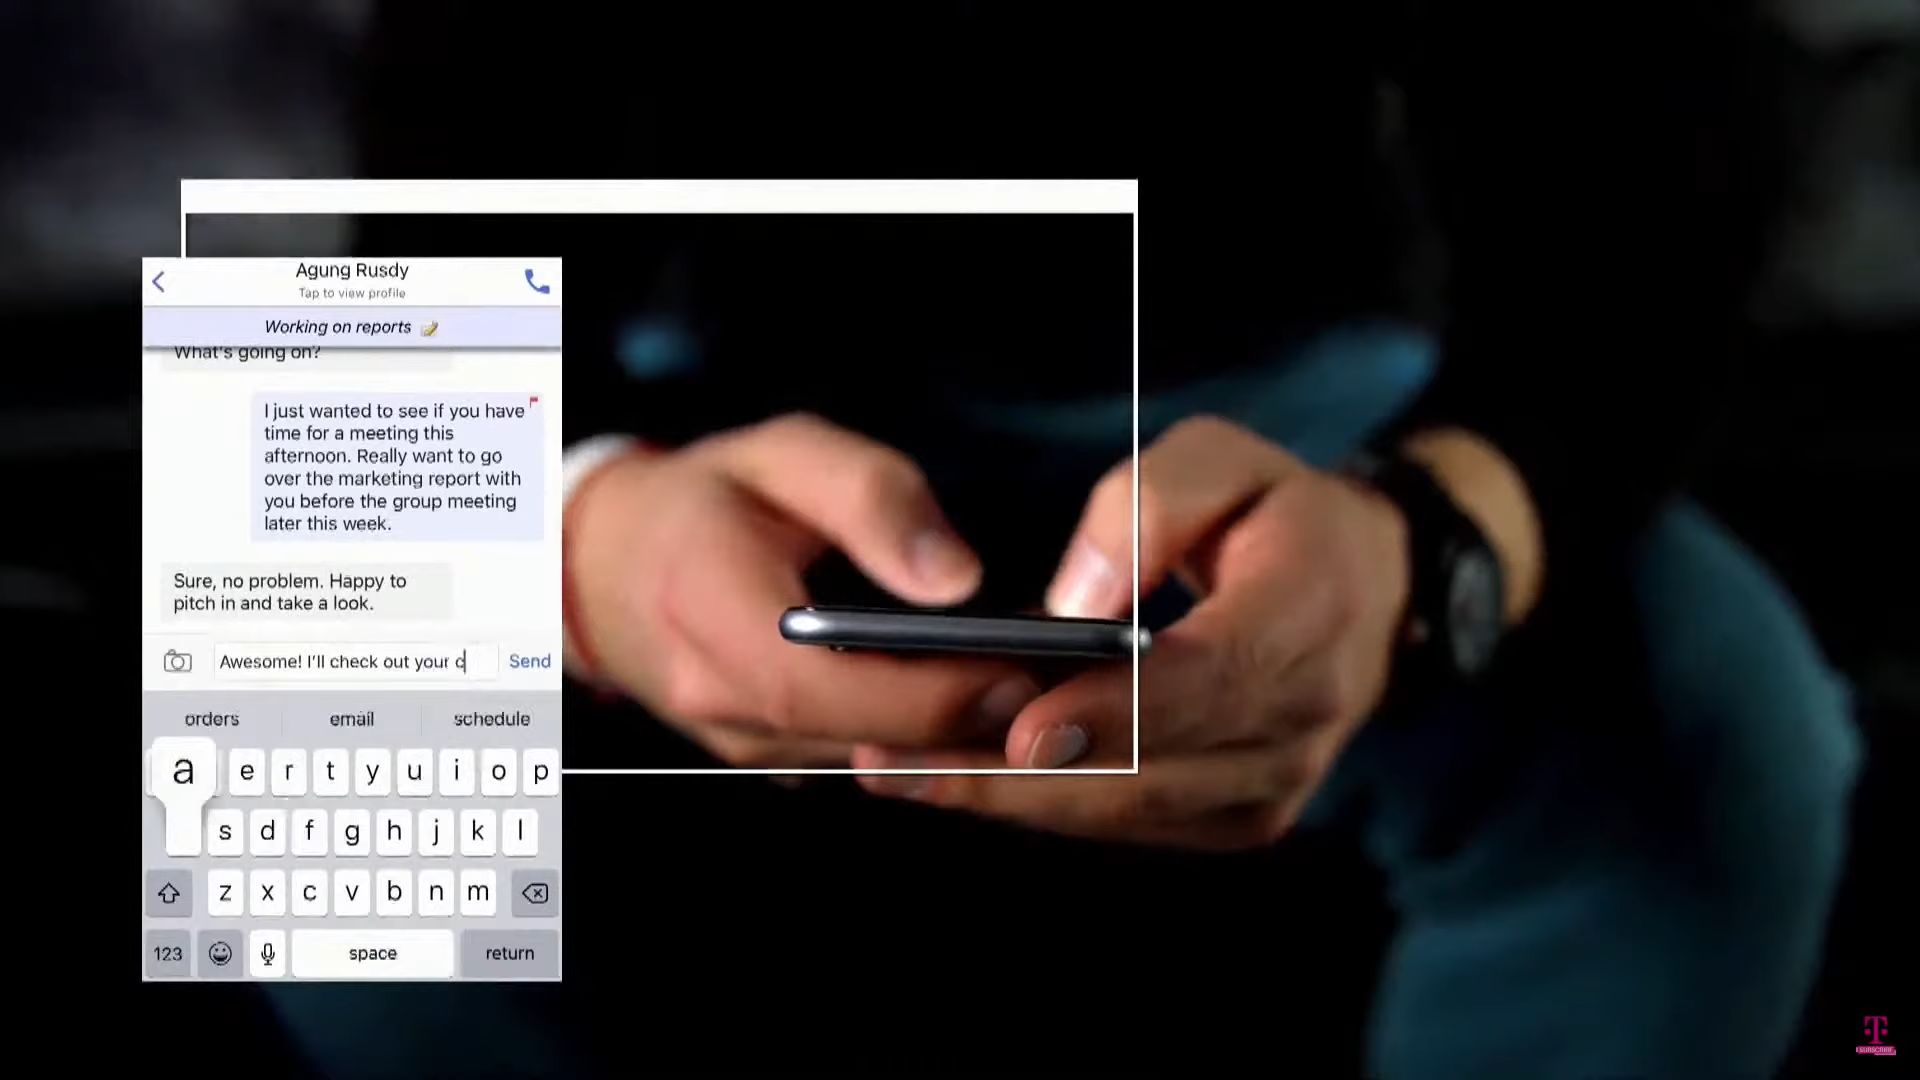 Agung Rusdy
Tap to view profile
Working on reports
What's going on?
I just wanted to see if you have
time for a meeting this
afternoon. Really want to go
over the marketing report with
you before the group meeting
later this week.
Sure, no problem. Happy to
pitch in and take a look.
Awesome! I'll check out your c
Send
orders
email
schedule
a e r t y u i o p
s d f g h j k l
z x c v b n m
123
space
return
T
SUBSCRIBE